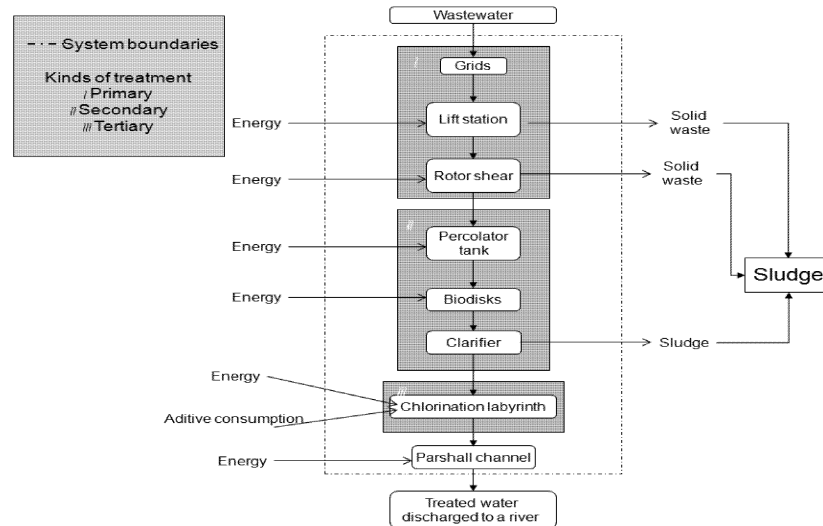 Wastewater
System boundaries
Kinds of treatment
I Primary
II Secondary
III Tertiary
I
Grids
Energy
Lift station
Solid
waste
Energy
Rotor shear
Solid
waste
II
Energy
Percolator
tank
Sludge
Energy
Biodisks
Clarifier
Sludge
Energy
III
Aditive consumption
Chlorination labyrinth
Energy
Parshall channel
Treated water
discharged to a river